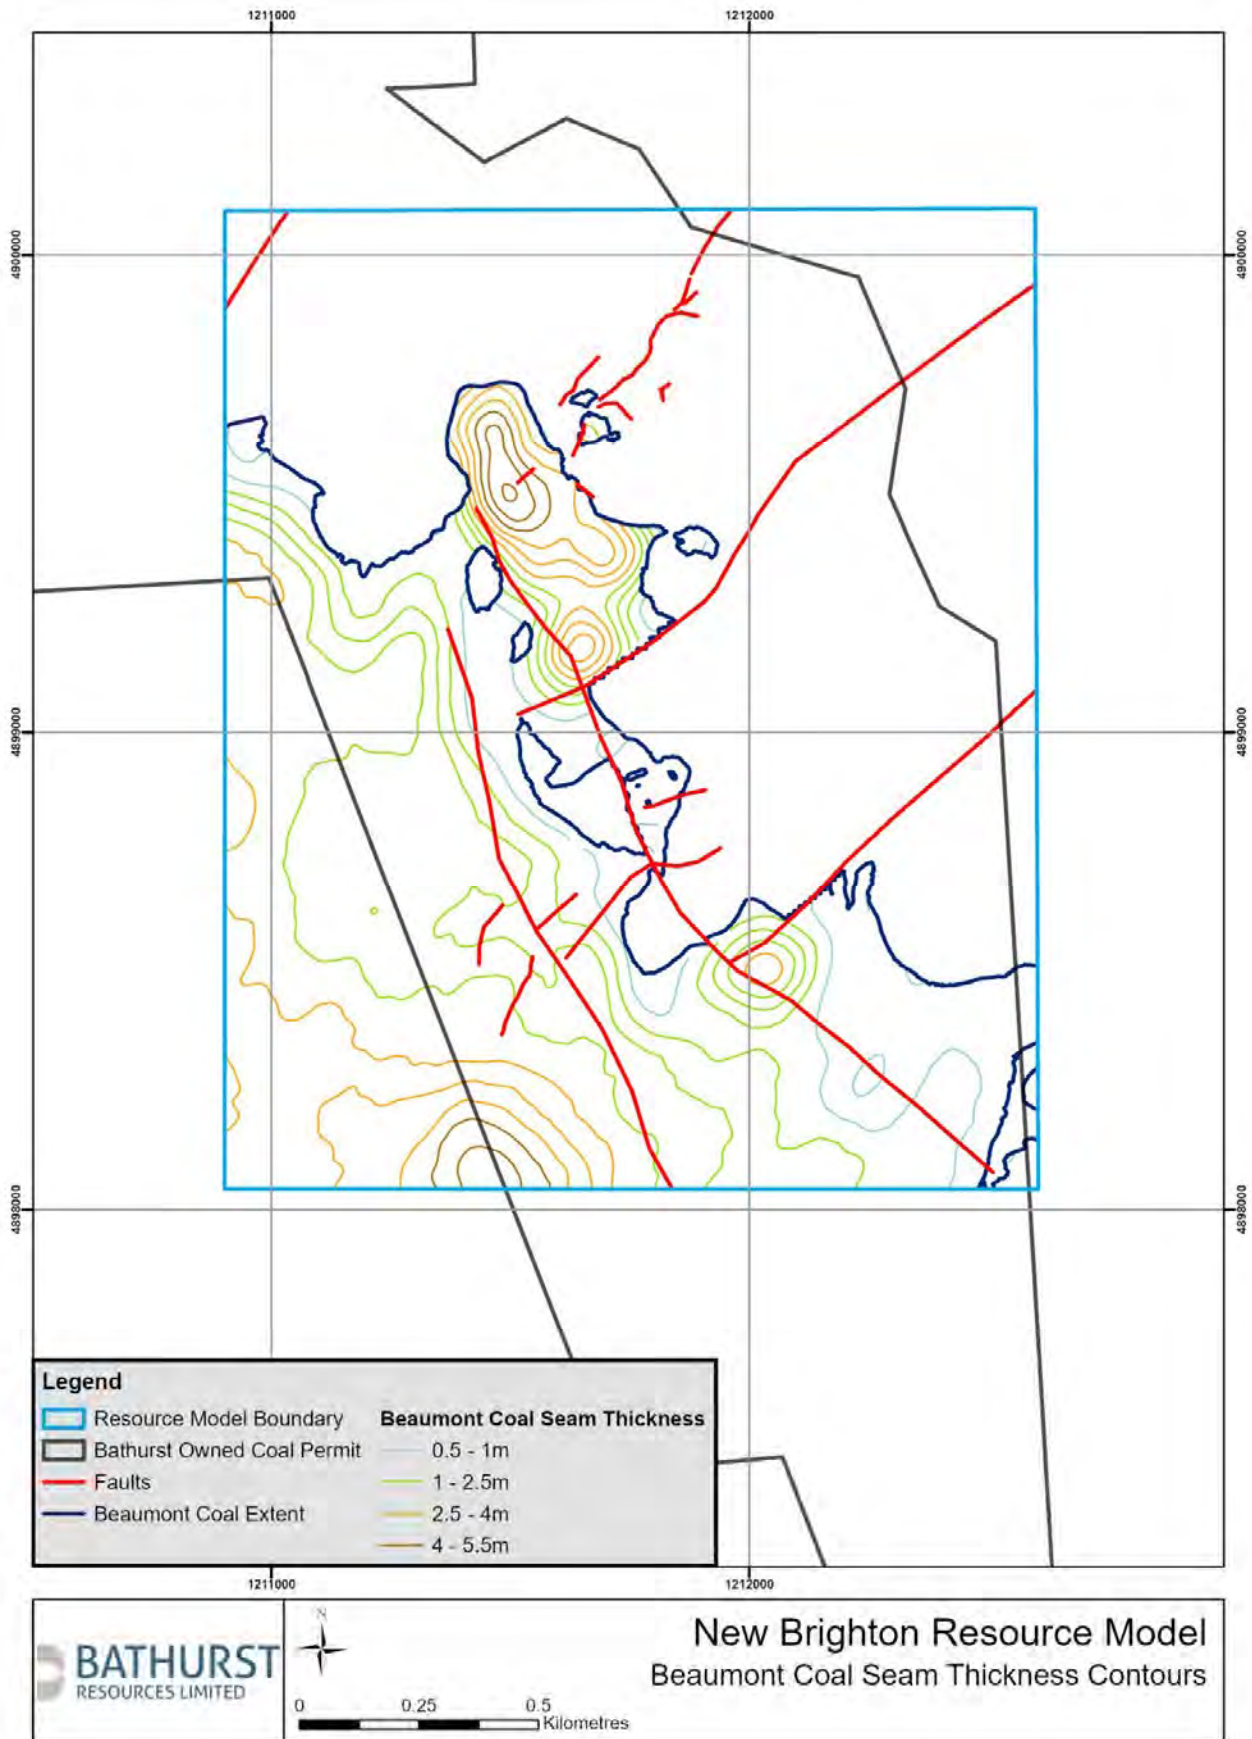 1211000
1212000
4900000
4900000
4899000
4899000
4898000
4898000
Legend
Resource Model Boundary
Bathurst Owned Coal Permit
Faults
Beaumont Coal Extent
Beaumont Coal Seam Thickness
0.5 - 1m
1 - 2.5m
2.5 - 4m
4 - 5.5m
1211000
1212000
BATHURST
RESOURCES LIMITED
N
0 0.25 0.5
Kilometres
New Brighton Resource Model
Beaumont Coal Seam Thickness Contours